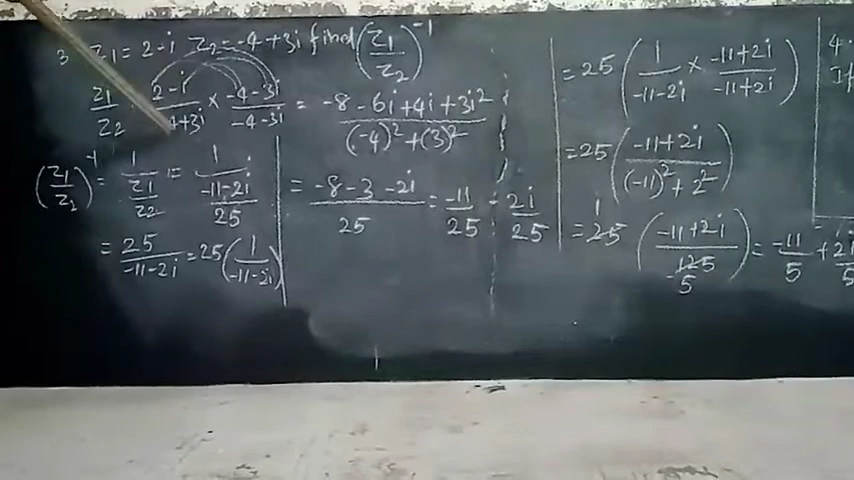 3 Z₁ = 2-i Z₂ = -4+3i find (Z₁/Z₂)⁻¹
Z₁/Z₂ = (2-i)/(-4+3i) × (-4-3i)/(-4-3i) = (-8-6i+4i+3i²)/((-4)²+(3)²)
= (-8-3-2i)/25 = -11/25 - 2i/25
(Z₁/Z₂)⁻¹ = 1/(Z₁/Z₂) = 1/((-11-2i)/25)
= 25/(-11-2i) = 25(1/(-11-2i))
= 25(1/(-11-2i) × (-11+2i)/(-11+2i))
= 25((-11+2i)/((-11)²+2²))
= 25 1 ((-11+2i)/125 5) = -11/5 + 2i/5
4.
If